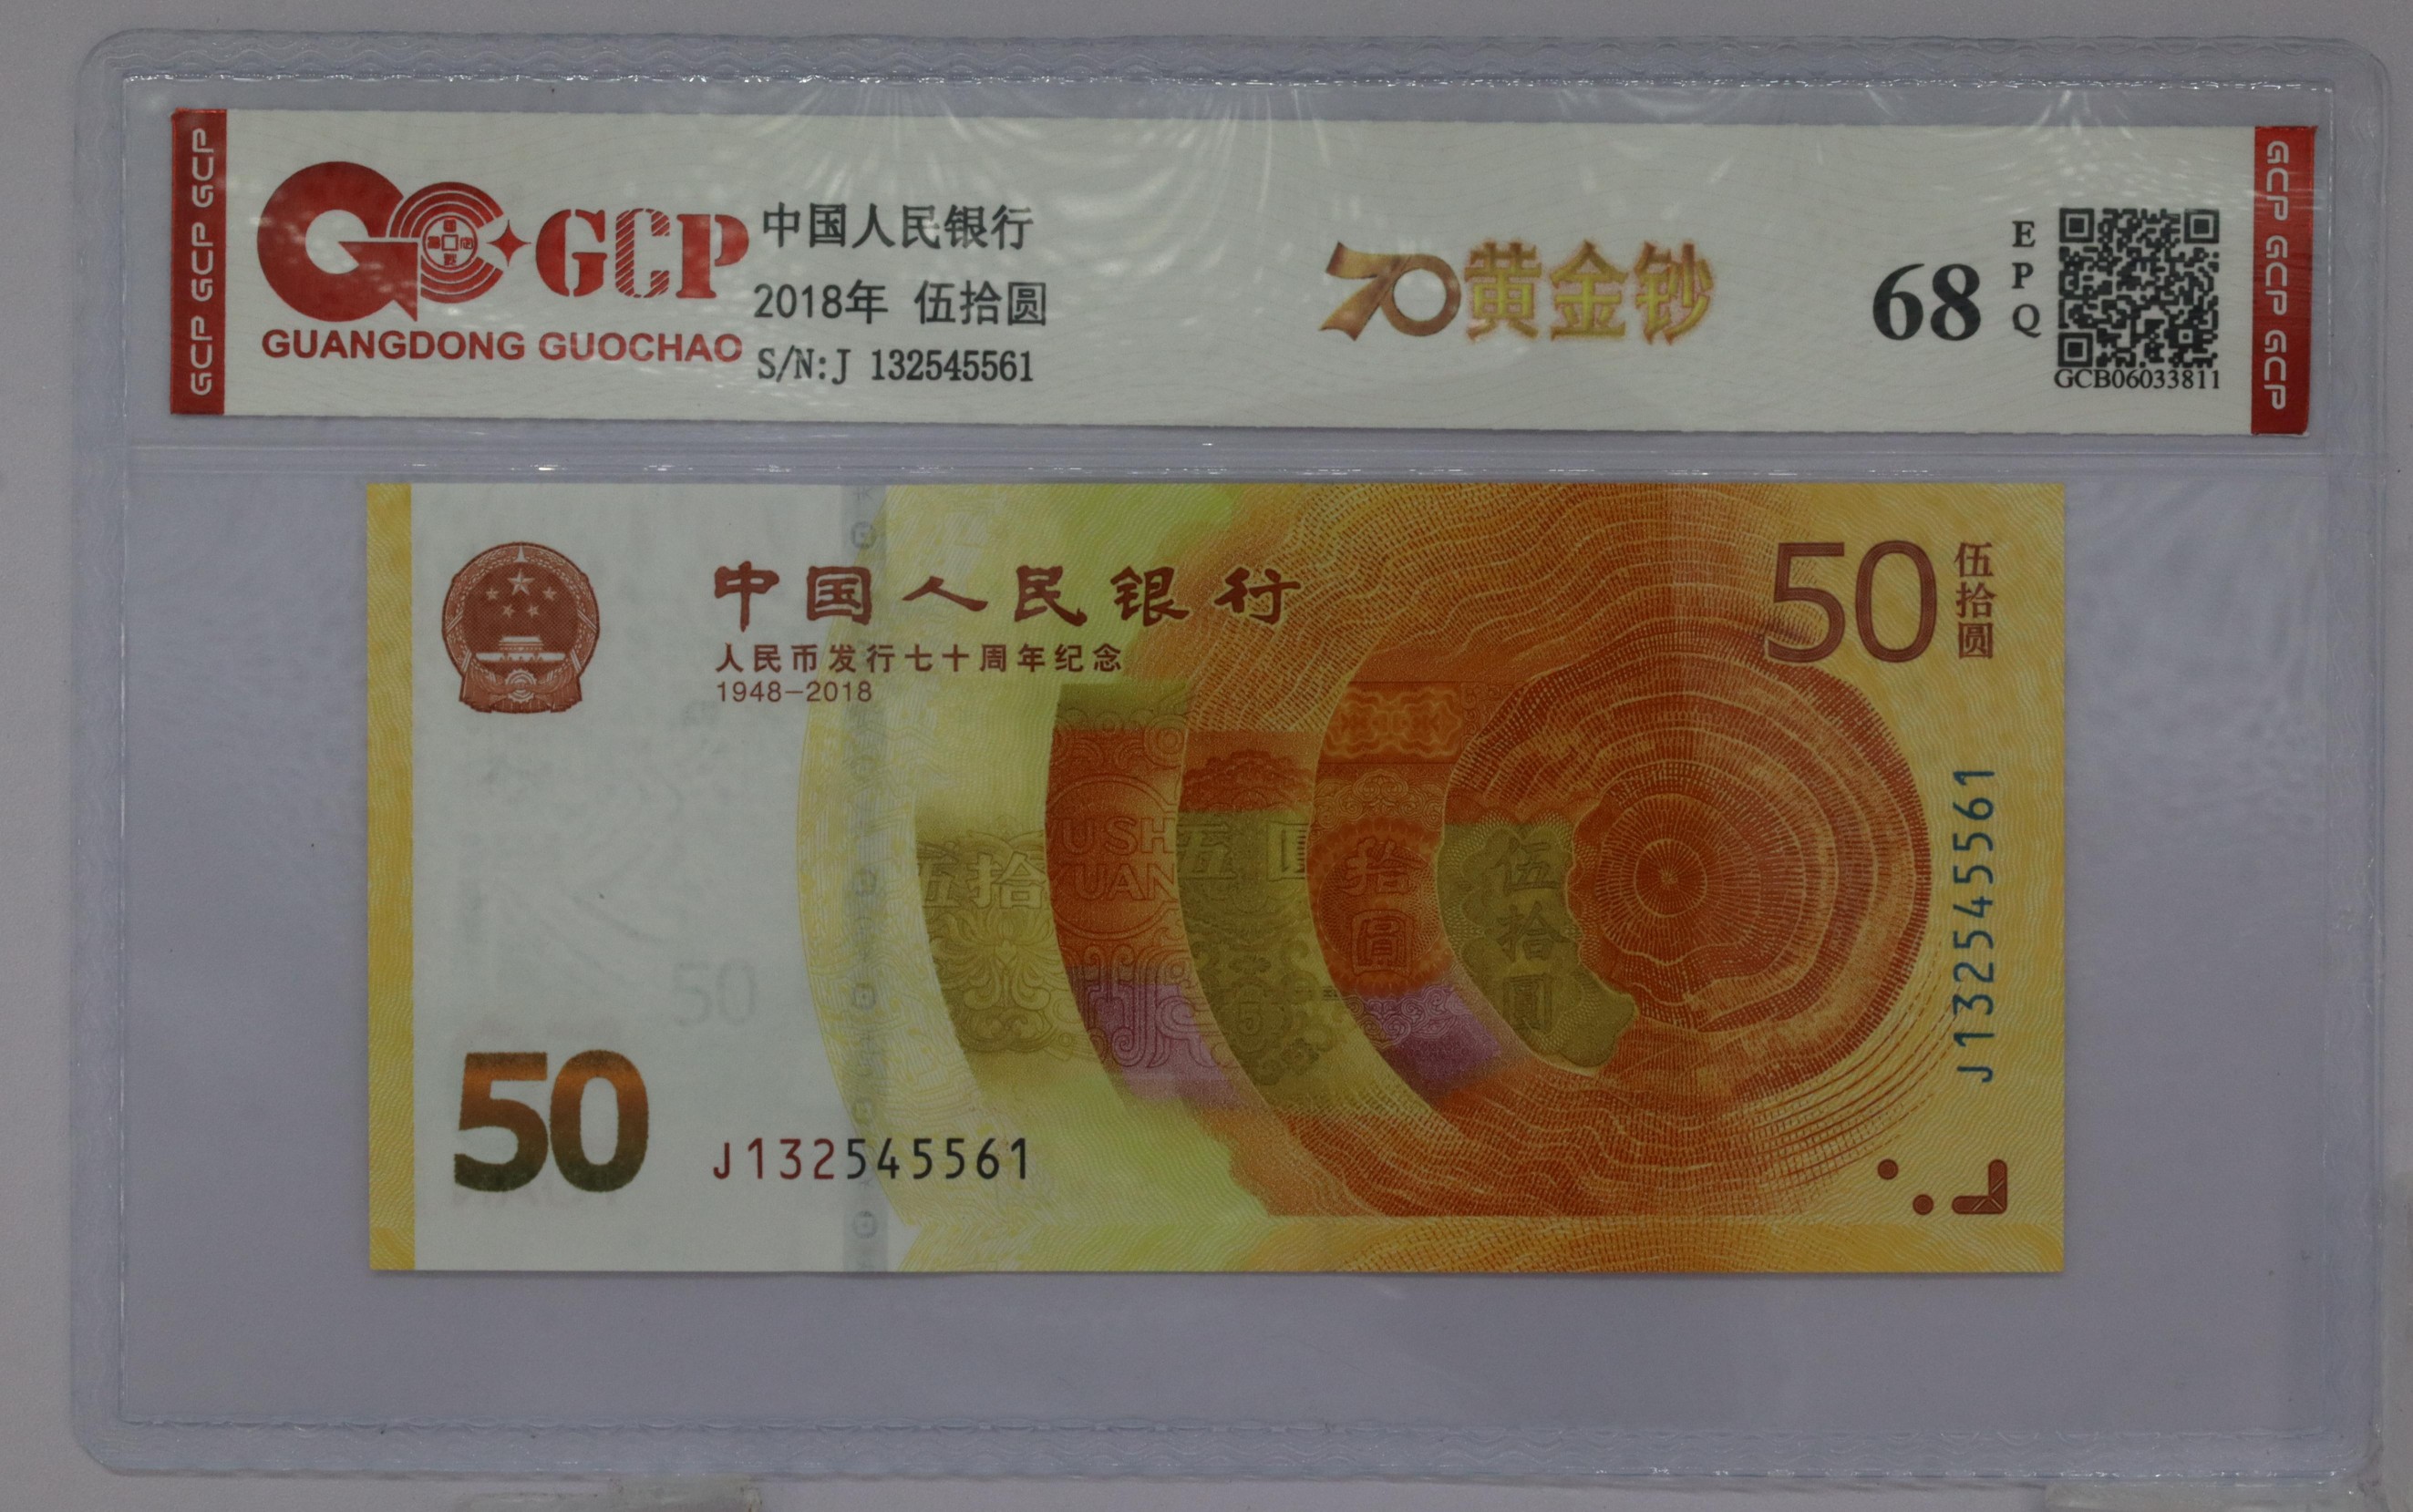 GCP GCP GCP
GCP
GUANGDONG GUOCHAO
中国人民银行
2018年 伍拾圆
S/N:J 132545561
70黄金钞
68
EPQ
GCB06033811
GCP GCP GCP
中国人民银行
人民币发行七十周年纪念
1948-2018
50
伍拾圆
伍拾
USH
YUAN
五 圆
拾圓
伍拾圓
5
50
50
J132545561
J132545561